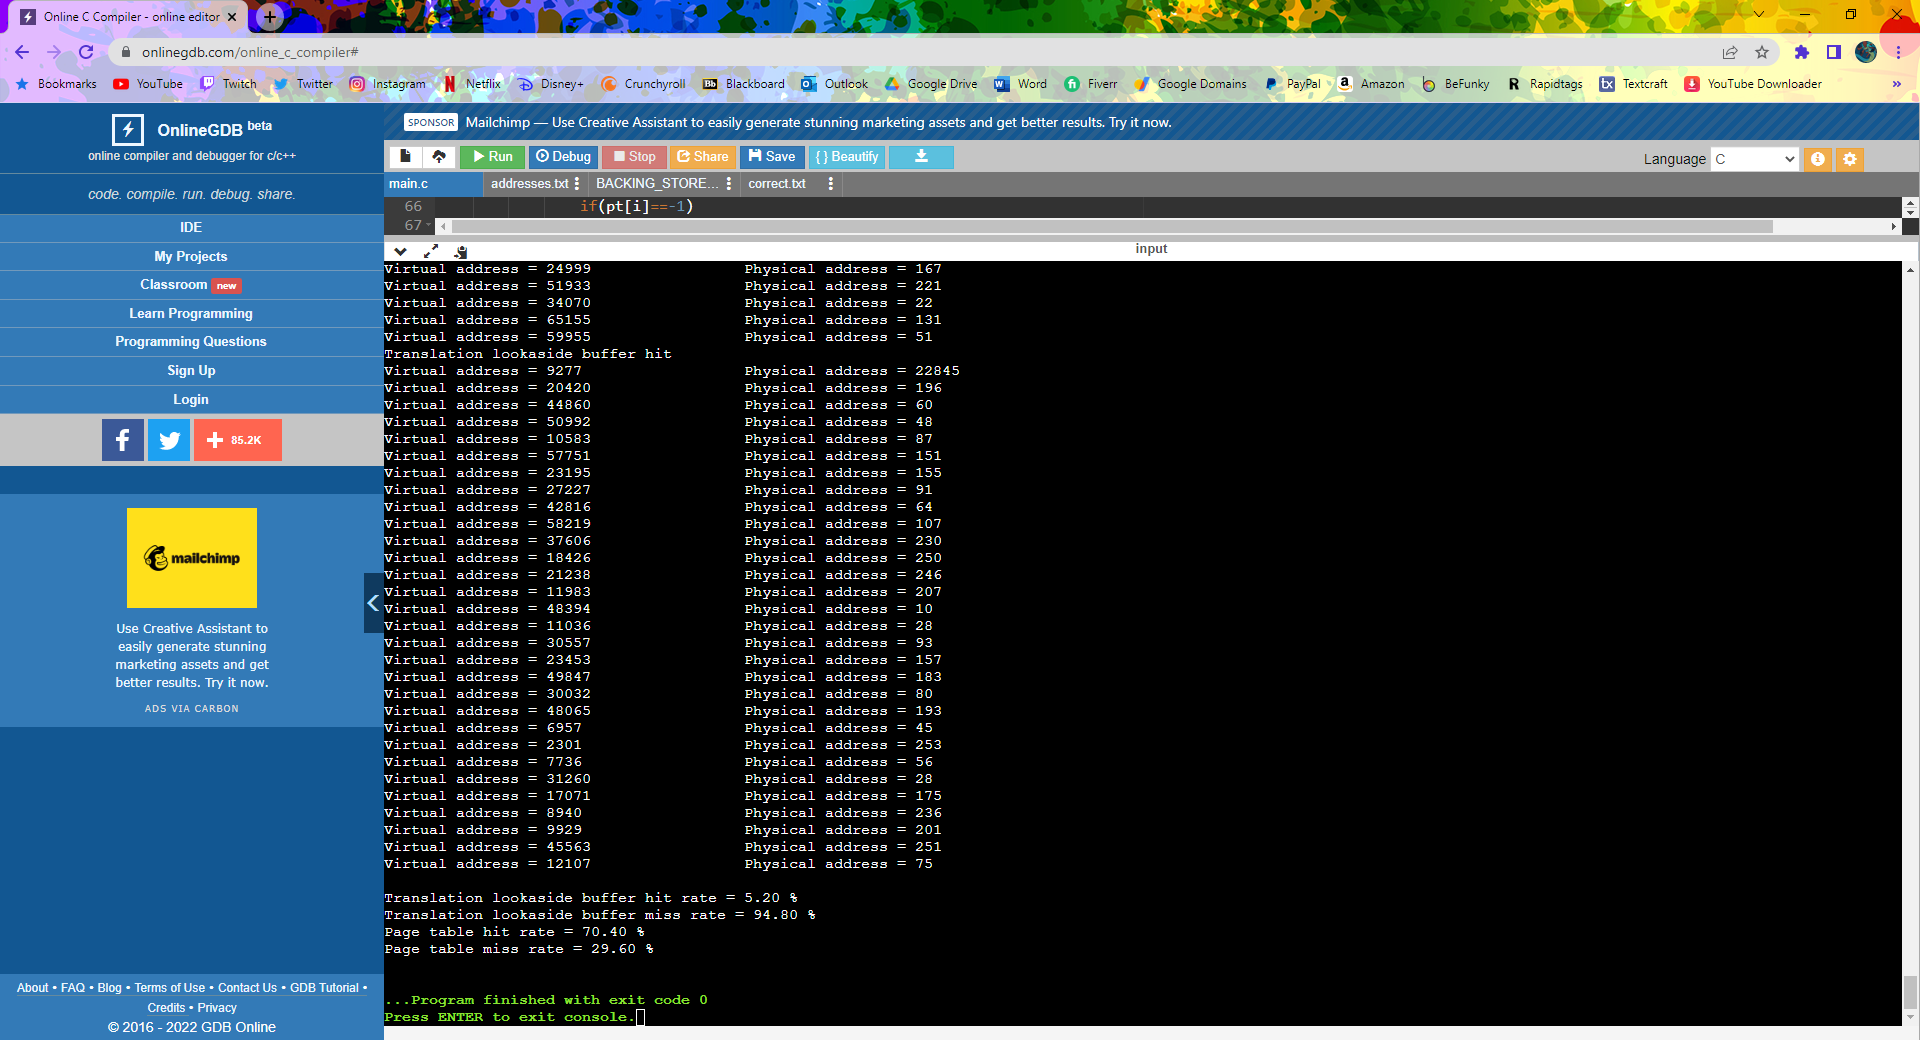 Online C Compiler - online editor
onlinegdb.com/online_c_compiler#
Bookmarks YouTube Twitch Twitter Instagram Netflix Disney+ Crunchyroll Bb Blackboard Outlook Google Drive Word Fiverr Google Domains PayPal Amazon BeFunky Rapidtags Textcraft YouTube Downloader »
OnlineGDB beta
online compiler and debugger for c/c++
code. compile. run. debug. share.
IDE
My Projects
Classroom new
Learn Programming
Programming Questions
Sign Up
Login
85.2K
mailchimp
Use Creative Assistant to
easily generate stunning
marketing assets and get
better results. Try it now.
ADS VIA CARBON
About • FAQ • Blog • Terms of Use • Contact Us • GDB Tutorial •
Credits • Privacy
© 2016 - 2022 GDB Online
SPONSOR Mailchimp — Use Creative Assistant to easily generate stunning marketing assets and get better results. Try it now.
Run Debug Stop Share Save { } Beautify Language C
main.c addresses.txt BACKING_STORE... correct.txt
66 if(pt[i]==-1)
67
input
Virtual address = 24999 Physical address = 167
Virtual address = 51933 Physical address = 221
Virtual address = 34070 Physical address = 22
Virtual address = 65155 Physical address = 131
Virtual address = 59955 Physical address = 51
Translation lookaside buffer hit
Virtual address = 9277 Physical address = 22845
Virtual address = 20420 Physical address = 196
Virtual address = 44860 Physical address = 60
Virtual address = 50992 Physical address = 48
Virtual address = 10583 Physical address = 87
Virtual address = 57751 Physical address = 151
Virtual address = 23195 Physical address = 155
Virtual address = 27227 Physical address = 91
Virtual address = 42816 Physical address = 64
Virtual address = 58219 Physical address = 107
Virtual address = 37606 Physical address = 230
Virtual address = 18426 Physical address = 250
Virtual address = 21238 Physical address = 246
Virtual address = 11983 Physical address = 207
Virtual address = 48394 Physical address = 10
Virtual address = 11036 Physical address = 28
Virtual address = 30557 Physical address = 93
Virtual address = 23453 Physical address = 157
Virtual address = 49847 Physical address = 183
Virtual address = 30032 Physical address = 80
Virtual address = 48065 Physical address = 193
Virtual address = 6957 Physical address = 45
Virtual address = 2301 Physical address = 253
Virtual address = 7736 Physical address = 56
Virtual address = 31260 Physical address = 28
Virtual address = 17071 Physical address = 175
Virtual address = 8940 Physical address = 236
Virtual address = 9929 Physical address = 201
Virtual address = 45563 Physical address = 251
Virtual address = 12107 Physical address = 75
Translation lookaside buffer hit rate = 5.20 %
Translation lookaside buffer miss rate = 94.80 %
Page table hit rate = 70.40 %
Page table miss rate = 29.60 %
...Program finished with exit code 0
Press ENTER to exit console.